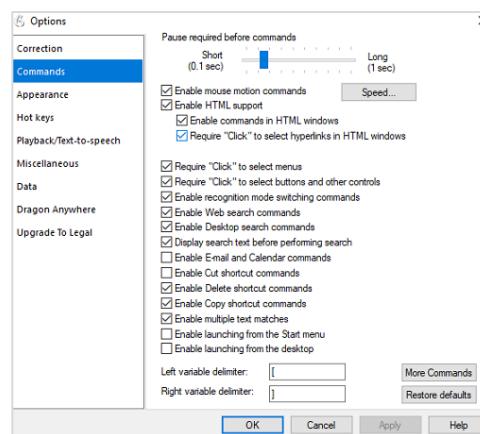 Options
Correction
Commands
Appearance
Hot keys
Playback/Text-to-speech
Miscellaneous
Data
Dragon Anywhere
Upgrade To Legal
Pause required before commands
Short
(0.1 sec)
Long
(1 sec)
Enable mouse motion commands
Speed...
Enable HTML support
Enable commands in HTML windows
Require "Click" to select hyperlinks in HTML windows
Require "Click" to select menus
Require "Click" to select buttons and other controls
Enable recognition mode switching commands
Enable Web search commands
Enable Desktop search commands
Display search text before performing search
Enable E-mail and Calendar commands
Enable Cut shortcut commands
Enable Delete shortcut commands
Enable Copy shortcut commands
Enable multiple text matches
Enable launching from the Start menu
Enable launching from the desktop
Left variable delimiter: [
More Commands
Right variable delimiter: ]
Restore defaults
OK Cancel Apply Help